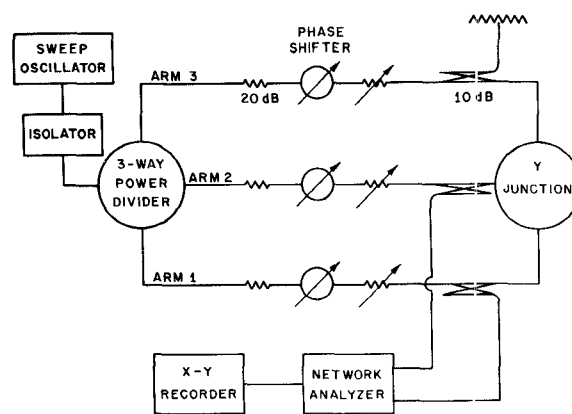 PHASE
SHIFTER
SWEEP
OSCILLATOR
ARM 3
20 dB
10 dB
ISOLATOR
3-WAY
POWER
DIVIDER
ARM 2
Y
JUNCTION
ARM 1
X-Y
RECORDER
NETWORK
ANALYZER